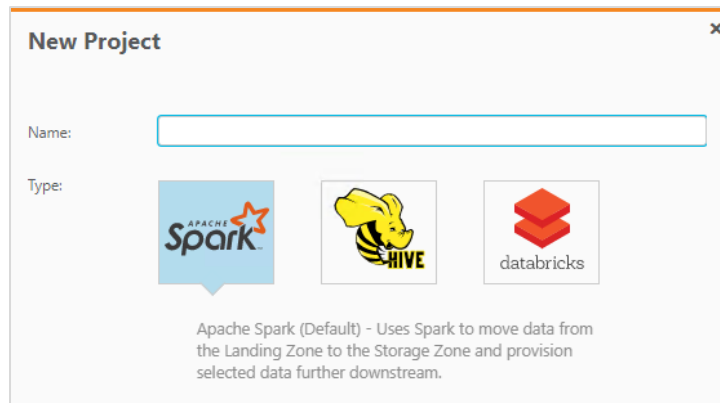 New Project
×
Name:
Type:
APACHE
Spark™
HIVE
databricks
Apache Spark (Default) - Uses Spark to move data from
the Landing Zone to the Storage Zone and provision
selected data further downstream.